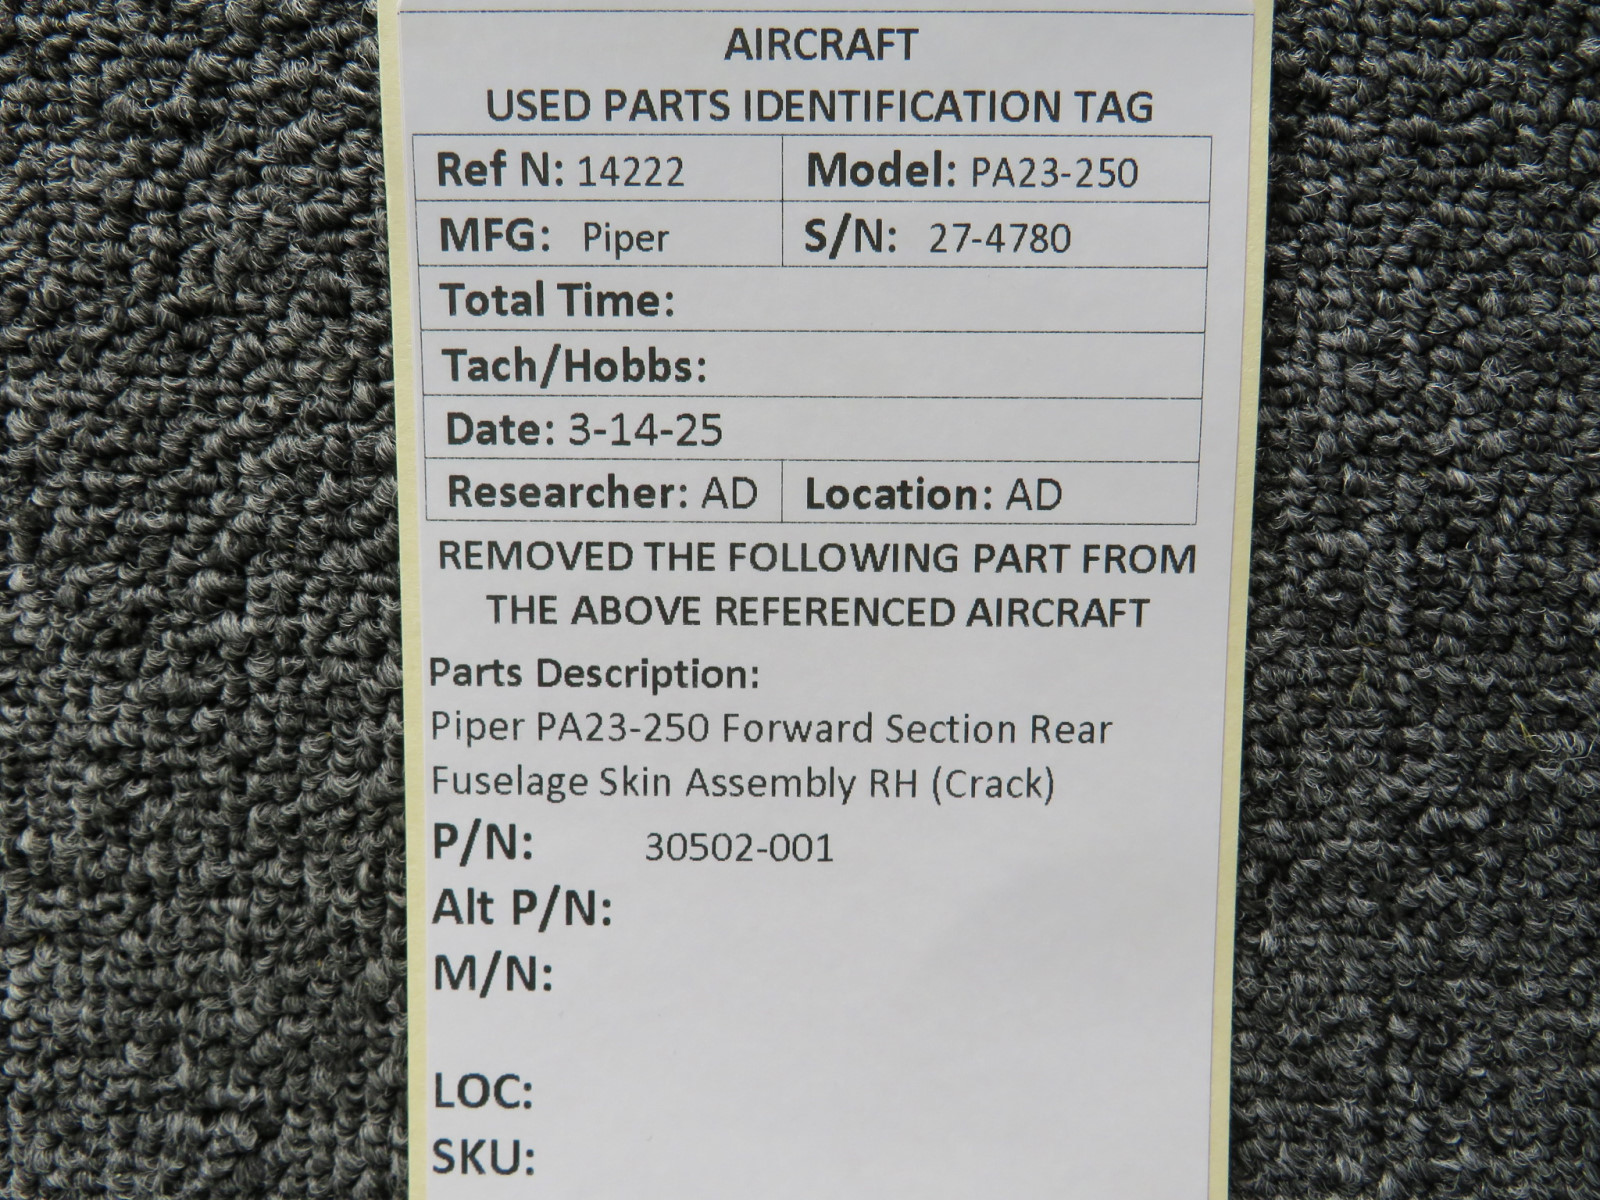 AIRCRAFT
USED PARTS IDENTIFICATION TAG
Ref N: 14222 Model: PA23-250
MFG: Piper S/N: 27-4780
Total Time:
Tach/Hobbs:
Date: 3-14-25
Researcher: AD Location: AD
REMOVED THE FOLLOWING PART FROM
THE ABOVE REFERENCED AIRCRAFT
Parts Description:
Piper PA23-250 Forward Section Rear
Fuselage Skin Assembly RH (Crack)
P/N: 30502-001
Alt P/N:
M/N:
LOC:
SKU: